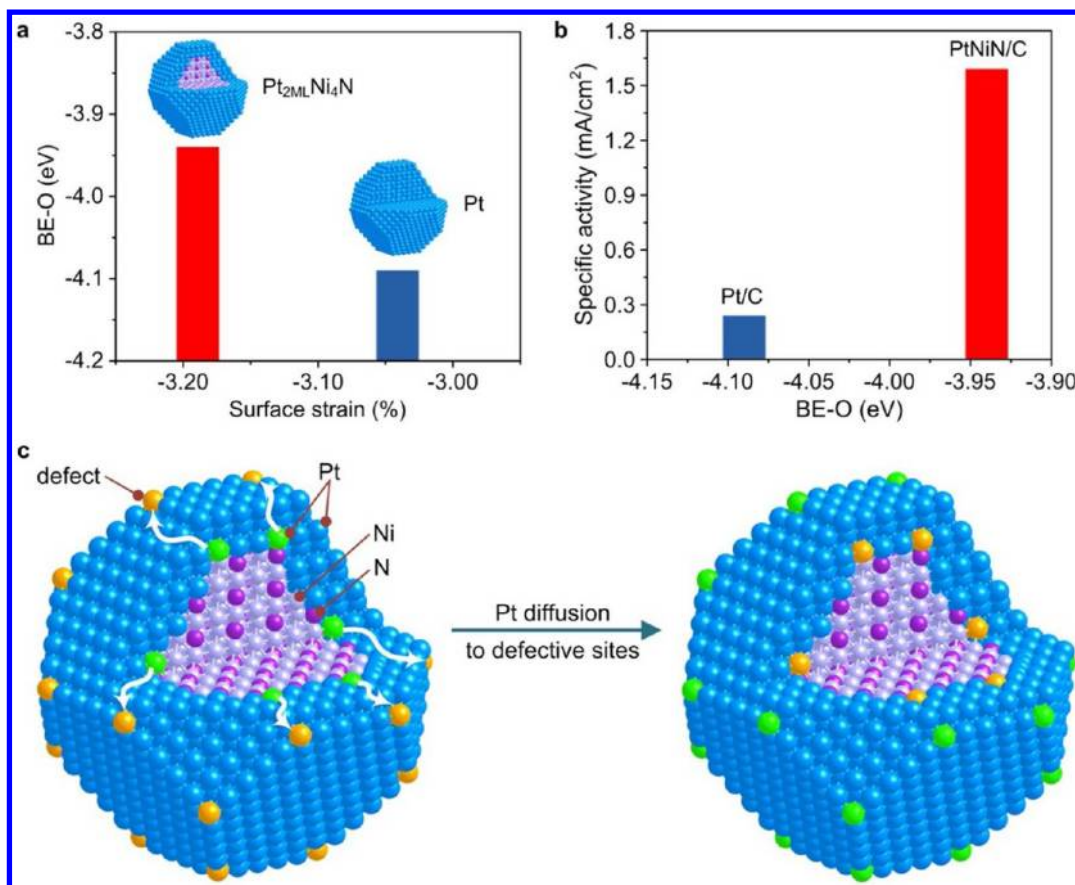 a
-3.8
-3.9
-4.0
-4.1
-4.2
BE-O (eV)
Pt2MLNi4N
Pt
-3.20
-3.10
-3.00
Surface strain (%)
b
1.8
1.5
1.2
0.9
0.6
0.3
0.0
Specific activity (mA/cm²)
PtNiN/C
Pt/C
-4.15
-4.10
-4.05
-4.00
-3.95
-3.90
BE-O (eV)
c
defect
Pt
Ni
N
Pt diffusion
to defective sites